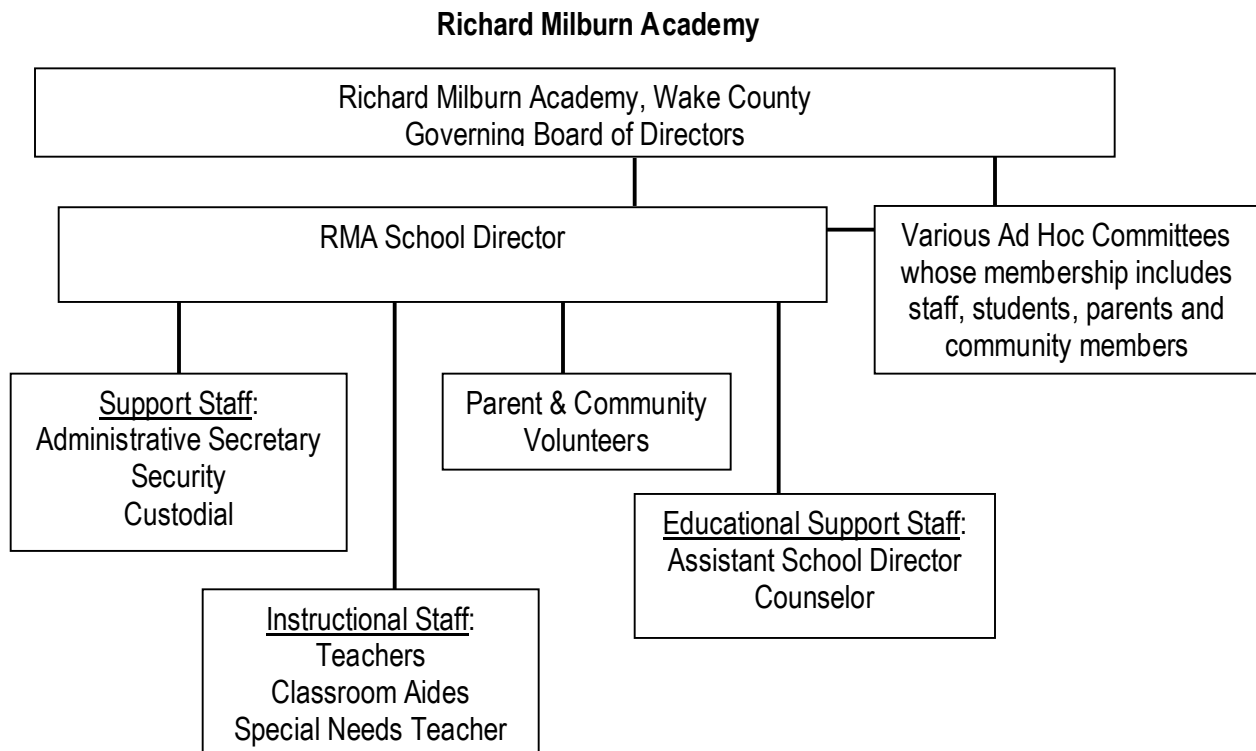 Richard Milburn Academy
Richard Milburn Academy, Wake County
Governing Board of Directors
RMA School Director
Various Ad Hoc Committees
whose membership includes
staff, students, parents and
community members
Support Staff:
Administrative Secretary
Security
Custodial
Parent & Community
Volunteers
Educational Support Staff:
Assistant School Director
Counselor
Instructional Staff:
Teachers
Classroom Aides
Special Needs Teacher